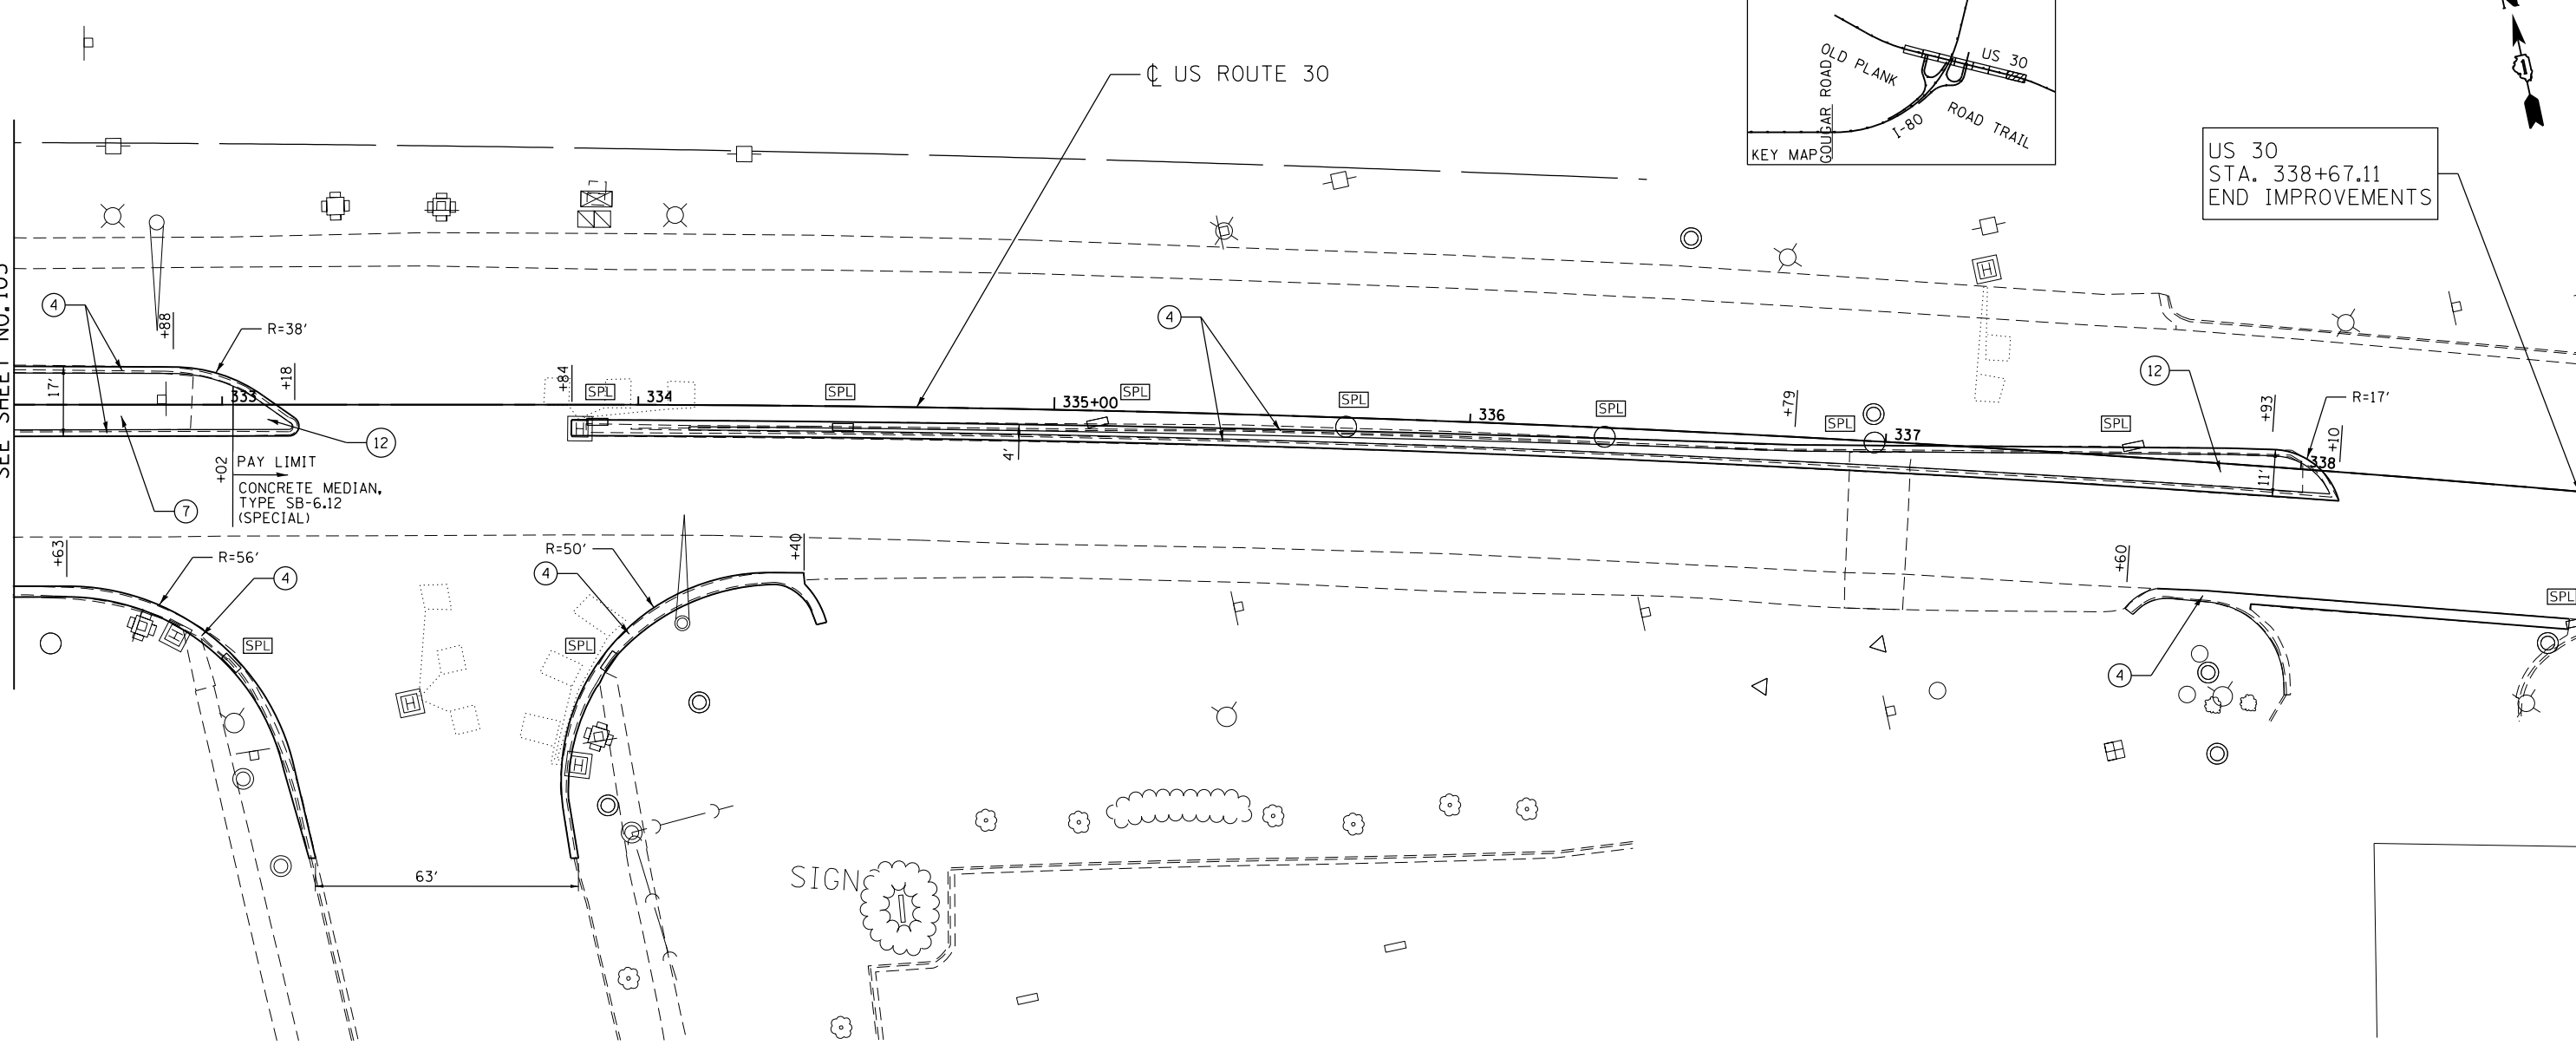 ℄ US ROUTE 30
OLD PLANK
ROAD TRAIL
US 30
I-80
GOUGAR ROAD
KEY MAP
US 30
STA. 338+67.11
END IMPROVEMENTS
SEE SHEET NO.
4
+88
R=38'
+18
17'
333
12
+02
PAY LIMIT
CONCRETE MEDIAN,
TYPE SB-6.12
(SPECIAL)
7
+84
SPL
334
H
SPL
335+00
SPL
4
4'
SPL
336
SPL
+79
SPL
337
SPL
12
+93
R=17'
+10
338
11'
H
+63
R=56'
4
H
SPL
H
R=50'
4
SPL
H
+40
+60
4
SPL
63'
SIGN